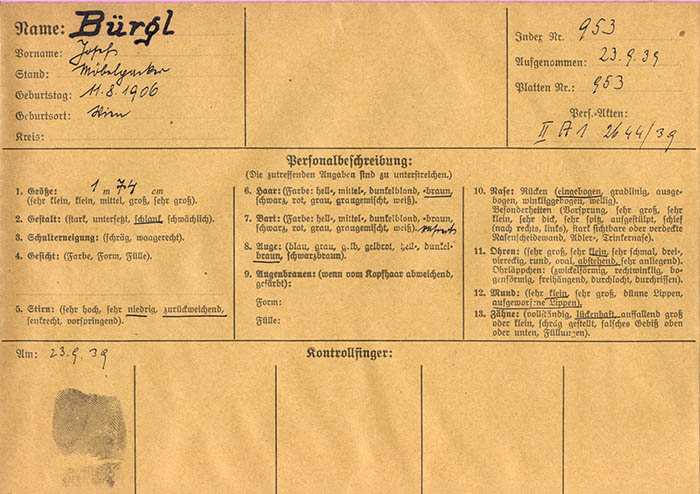 Name: Bürgl
Vorname: Josef
Stand: Möbelpacker
Geburtstag: 11.8.1906
Geburtsort: Wien
Kreis:
Index Nr. 953
Aufgenommen: 23.9.39
Platten Nr.: 953
Pers.-Akten:
II A 1 2644/39
Personalbeschreibung:
(Die zutreffenden Angaben sind zu unterstreichen.)
1. Größe: 1 m 74 cm
(sehr klein, klein, mittel, groß, sehr groß).
2. Gestalt: (stark, untersetzt, schlank, schwächlich).
3. Schulterneigung: (schräg, waagerecht).
4. Gesicht: (Farbe, Form, Fülle).
5. Stirn: (sehr hoch, sehr niedrig, zurückweichend,
senkrecht, vorspringend).
6. Haar: (Farbe: hell-, mittel-, dunkelblond, -braun,
schwarz, rot, grau, graugemischt, weiß).
7. Bart: (Farbe: hell-, mittel-, dunkelblond, -braun,
schwarz, rot, grau, graugemischt, weiß).
8. Auge: (blau, grau, gelb, gelbrot, hell-, dunkel-
braun, schwarzbraun).
9. Augenbrauen: (wenn vom Kopfhaar abweichend,
gefärbt):
Form:
Fülle:
10. Nase: Rücken (eingebogen, gradlinig, ausge-
bogen, winkliggebogen, wellig).
Besonderheiten (Vorsprung, sehr groß, sehr
klein, sehr dick, sehr spitz, aufgestülpt, schief
(nach rechts, links), stark sichtbare oder verdeckte
Nasenscheidewand, Adler-, Trinkernase).
11. Ohren: (sehr groß, sehr klein, sehr schmal, drei-,
viereckig, rund, oval, abstehend, sehr anliegend).
Ohrläppchen: (zwickelförmig, rechtwinklig, bo-
genförmig, freihängend, durchlocht, durchrissen).
12. Mund: (sehr klein, sehr groß, dünne Lippen,
aufgeworfene Lippen).
13. Zähne: (vollständig, lückenhaft, auffallend groß
oder klein, schräg gestellt, falsches Gebiß oben
oder unten, Füllungen).
Am: 23.9.39
Kontrollfinger: